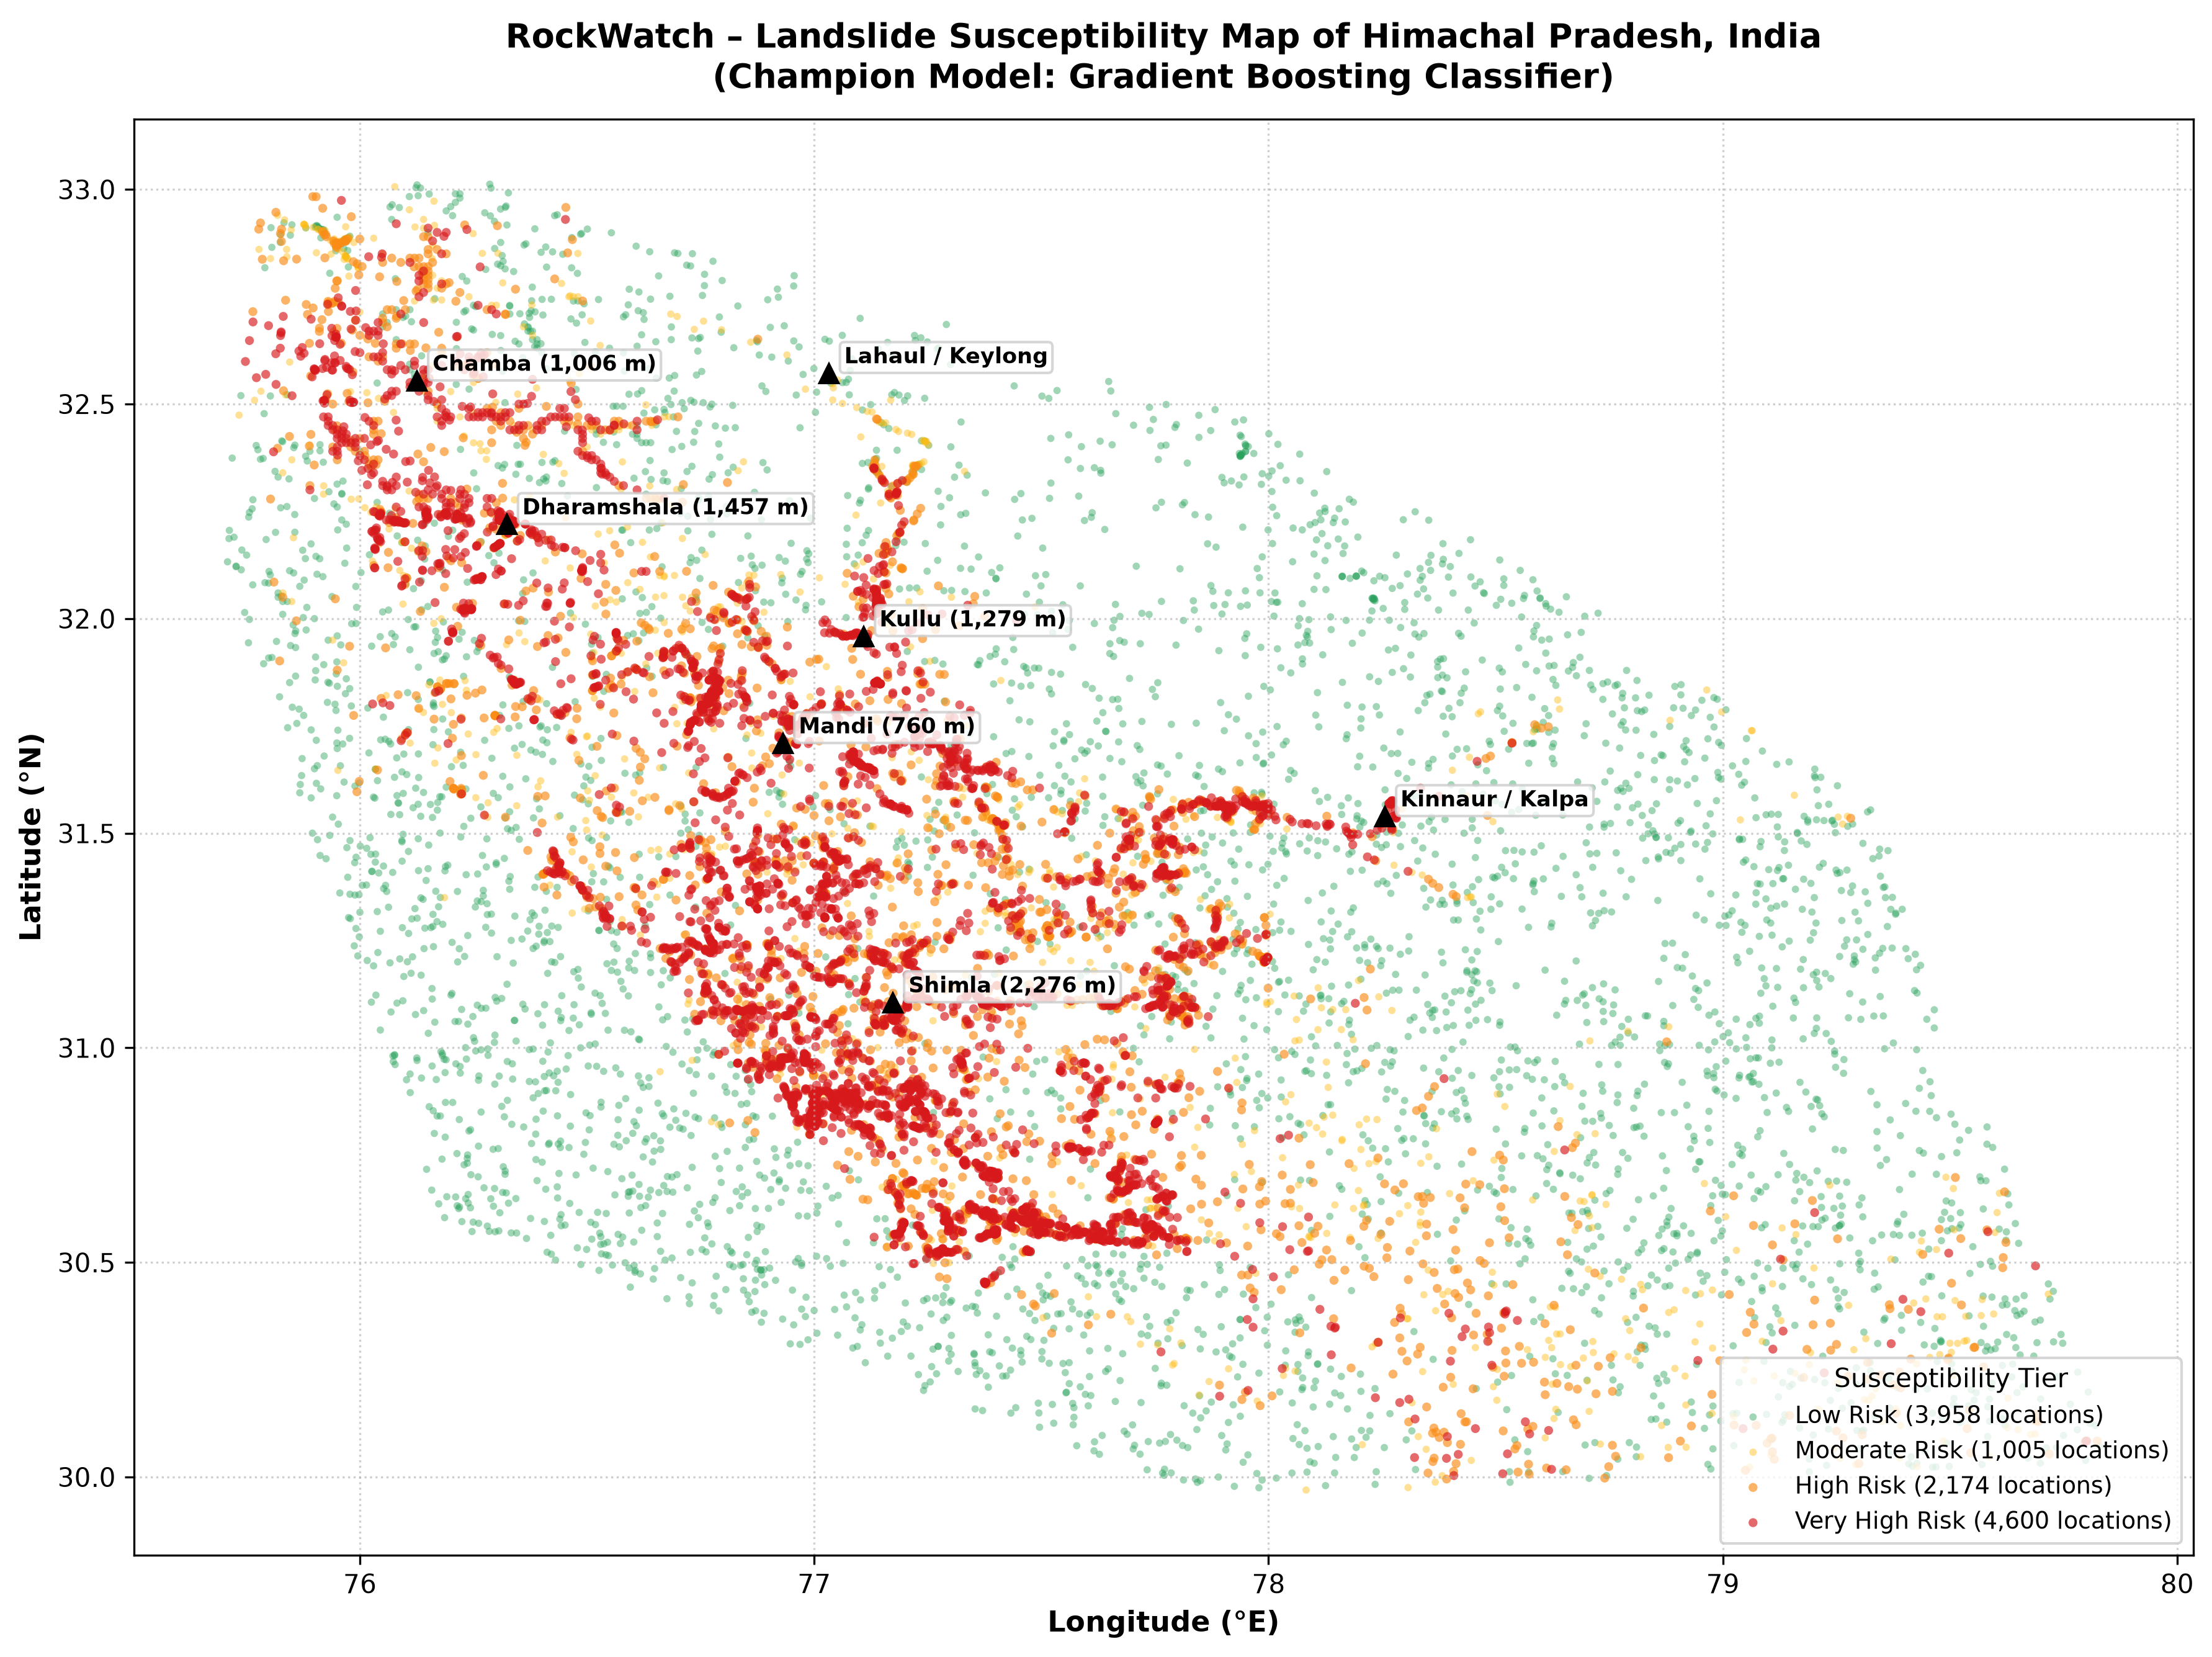 RockWatch – Landslide Susceptibility Map of Himachal Pradesh, India
(Champion Model: Gradient Boosting Classifier)
33.0
32.5
32.0
31.5
31.0
30.5
30.0
Latitude (°N)
Chamba (1,006 m)
Lahaul / Keylong
Dharamshala (1,457 m)
Kullu (1,279 m)
Mandi (760 m)
Kinnaur / Kalpa
Shimla (2,276 m)
Susceptibility Tier
Low Risk (3,958 locations)
Moderate Risk (1,005 locations)
High Risk (2,174 locations)
Very High Risk (4,600 locations)
76 77 78 79 80
Longitude (°E)